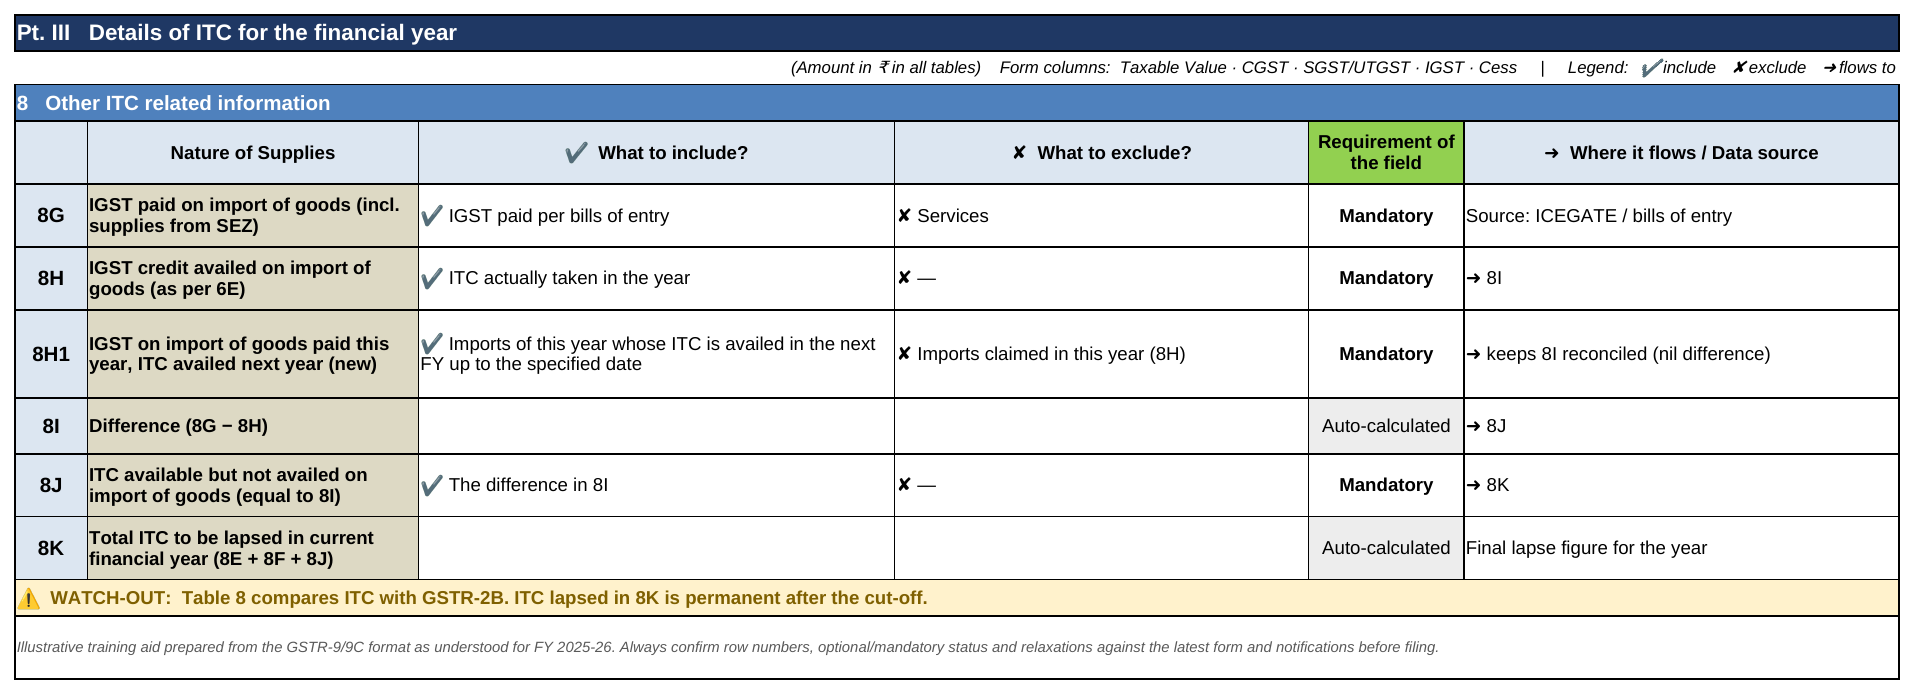 Pt. III Details of ITC for the financial year
(Amount in ₹ in all tables) Form columns: Taxable Value · CGST · SGST/UTGST · IGST · Cess | Legend: ✔include ✘exclude ➔flows to
8 Other ITC related information
Nature of Supplies
✔ What to include?
✘ What to exclude?
Requirement of
the field
➔ Where it flows / Data source
8G
IGST paid on import of goods (incl.
supplies from SEZ)
✔ IGST paid per bills of entry
✘ Services
Mandatory
Source: ICEGATE / bills of entry
8H
IGST credit availed on import of
goods (as per 6E)
✔ ITC actually taken in the year
✘ —
Mandatory
➔ 8I
8H1
IGST on import of goods paid this
year, ITC availed next year (new)
✔ Imports of this year whose ITC is availed in the next
FY up to the specified date
✘ Imports claimed in this year (8H)
Mandatory
➔ keeps 8I reconciled (nil difference)
8I
Difference (8G − 8H)
Auto-calculated
➔ 8J
8J
ITC available but not availed on
import of goods (equal to 8I)
✔ The difference in 8I
✘ —
Mandatory
➔ 8K
8K
Total ITC to be lapsed in current
financial year (8E + 8F + 8J)
Auto-calculated
Final lapse figure for the year
⚠ WATCH-OUT: Table 8 compares ITC with GSTR-2B. ITC lapsed in 8K is permanent after the cut-off.
Illustrative training aid prepared from the GSTR-9/9C format as understood for FY 2025-26. Always confirm row numbers, optional/mandatory status and relaxations against the latest form and notifications before filing.